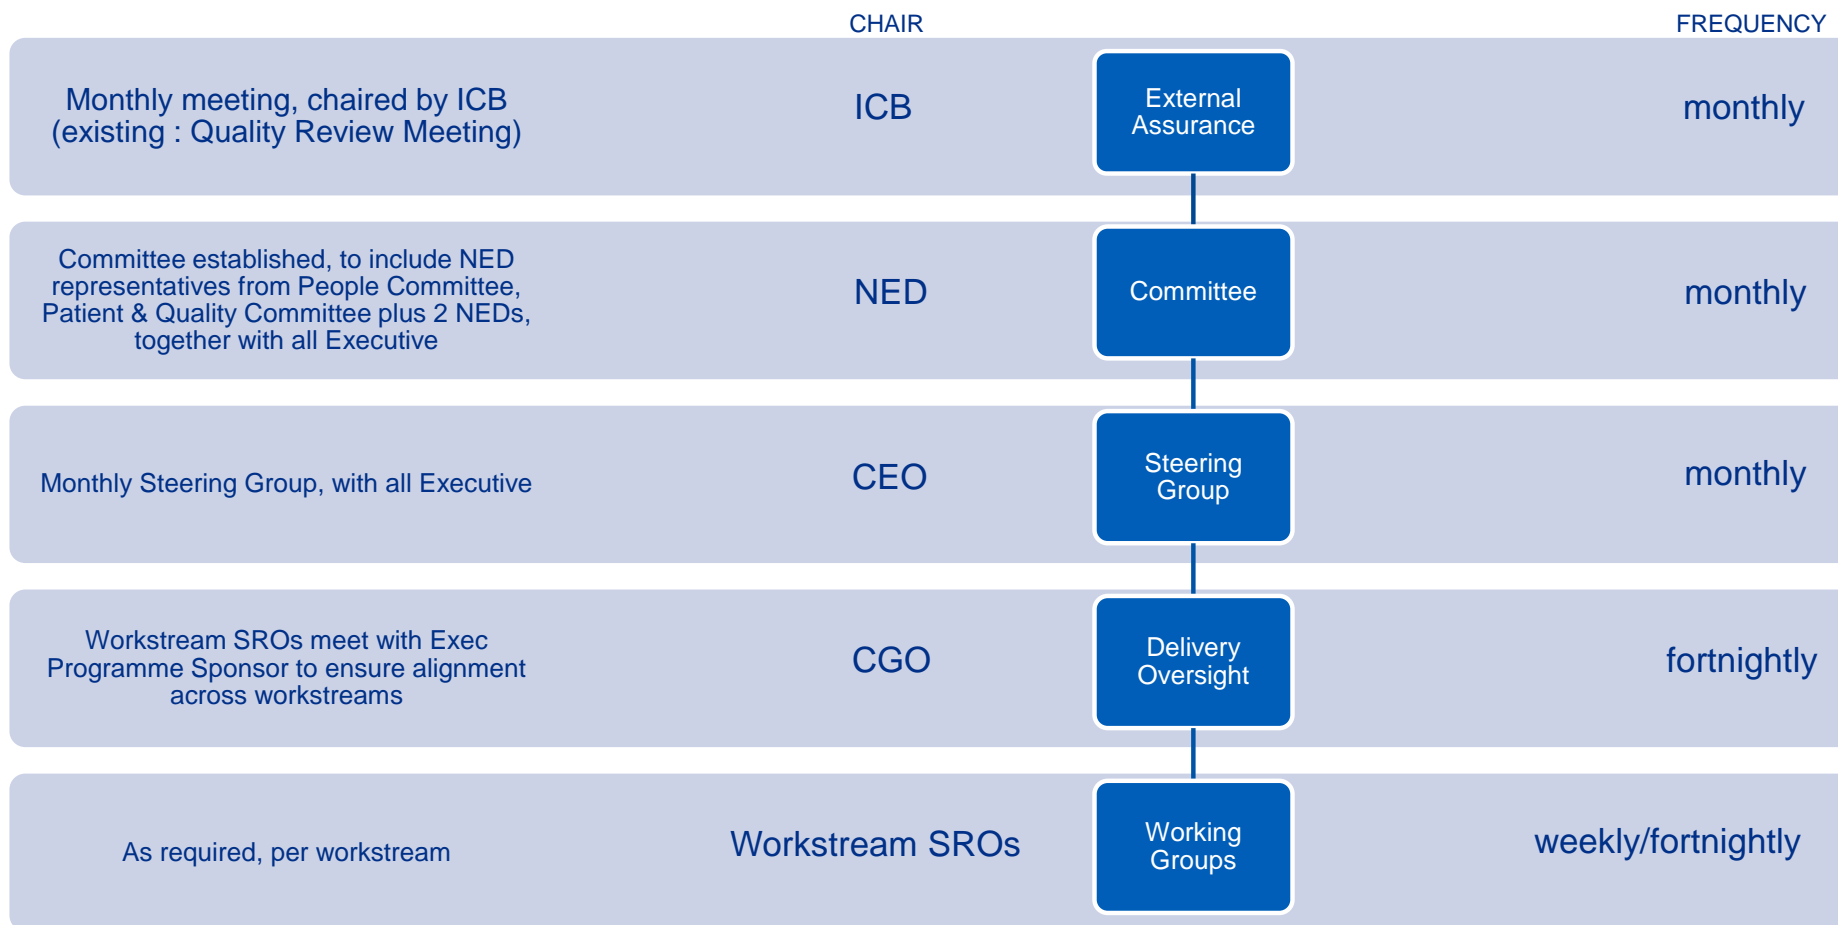 CHAIR
FREQUENCY
Monthly meeting, chaired by ICB
(existing : Quality Review Meeting)
ICB
External
Assurance
monthly
Committee established, to include NED
representatives from People Committee,
Patient & Quality Committee plus 2 NEDs,
together with all Executive
NED
Committee
monthly
Monthly Steering Group, with all Executive
CEO
Steering
Group
monthly
Workstream SROs meet with Exec
Programme Sponsor to ensure alignment
across workstreams
CGO
Delivery
Oversight
fortnightly
As required, per workstream
Workstream SROs
Working
Groups
weekly/fortnightly